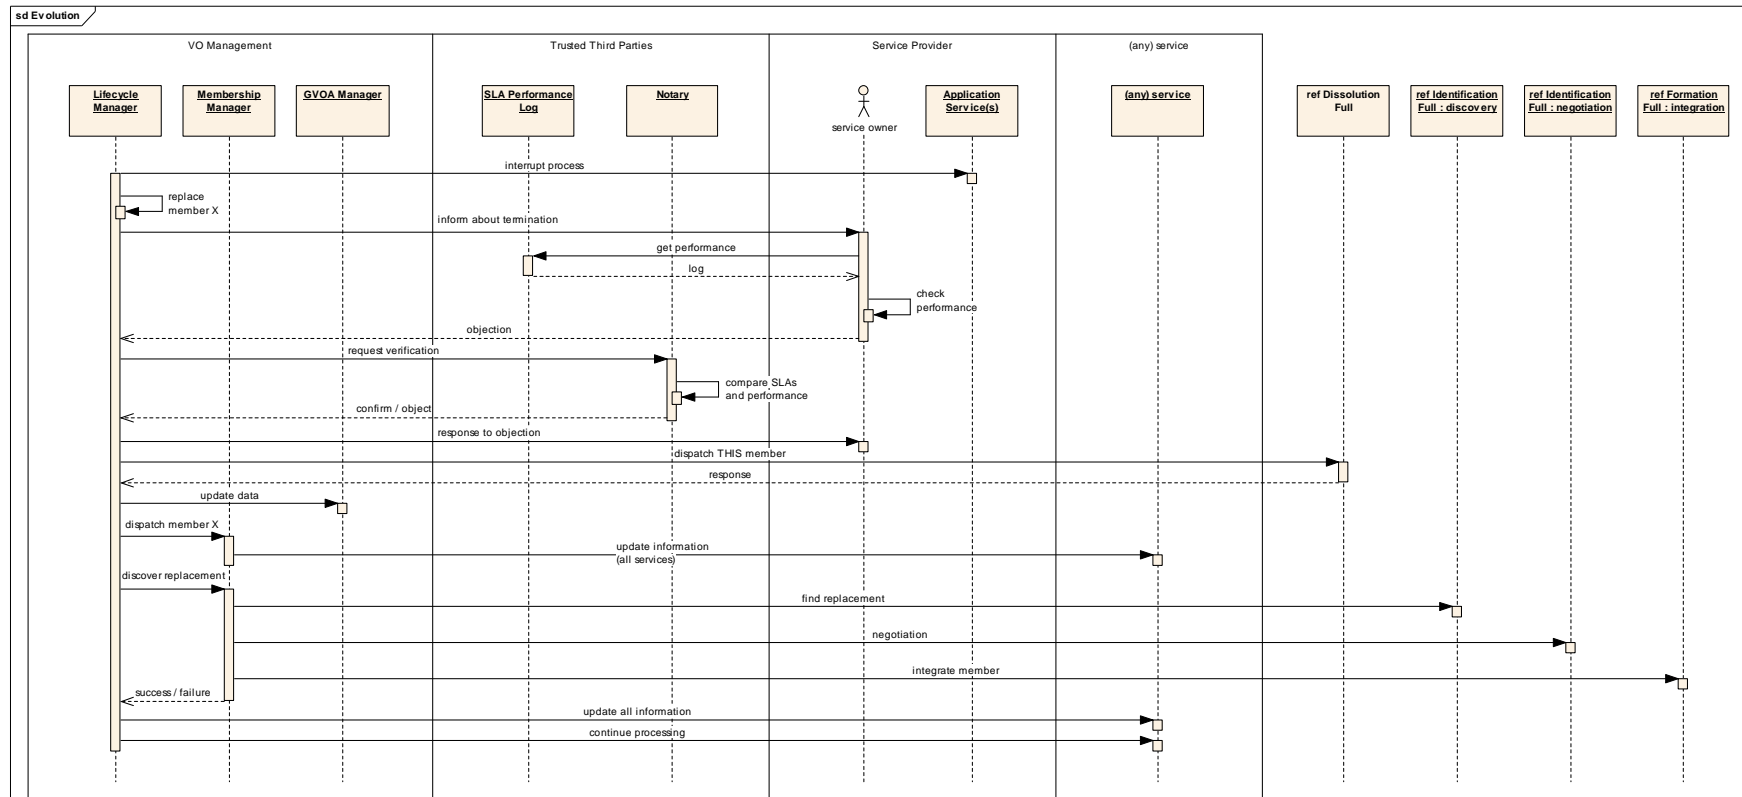 sd Evolution
VO Management
Trusted Third Parties
Service Provider
(any) service
Lifecycle
Manager
Membership
Manager
GVOA Manager
SLA Performance
Log
Notary
service owner
Application
Service(s)
(any) service
ref Dissolution
Full
ref Identification
Full : discovery
ref Identification
Full : negotiation
ref Formation
Full : integration
interrupt process
replace
member X
inform about termination
get performance
log
check
performance
objection
request verification
compare SLAs
and performance
confirm / object
response to objection
dispatch THIS member
response
update data
dispatch member X
update information
(all services)
discover replacement
find replacement
negotiation
integrate member
success / failure
update all information
continue processing